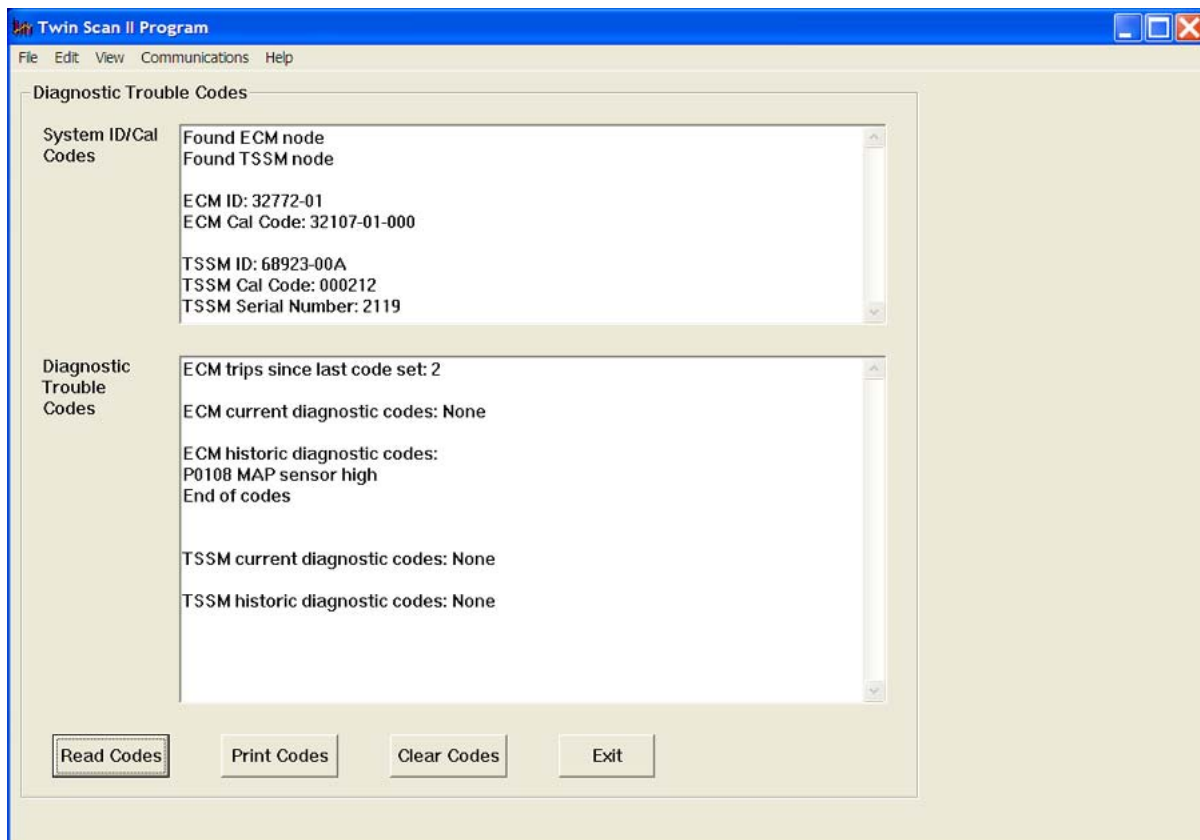 Twin Scan II Program
File Edit View Communications Help
Diagnostic Trouble Codes
System ID/Cal
Codes
Found ECM node
Found TSSM node
ECM ID: 32772-01
ECM Cal Code: 32107-01-000
TSSM ID: 68923-00A
TSSM Cal Code: 000212
TSSM Serial Number: 2119
Diagnostic
Trouble
Codes
ECM trips since last code set: 2
ECM current diagnostic codes: None
ECM historic diagnostic codes:
P0108 MAP sensor high
End of codes
TSSM current diagnostic codes: None
TSSM historic diagnostic codes: None
Read Codes Print Codes Clear Codes Exit